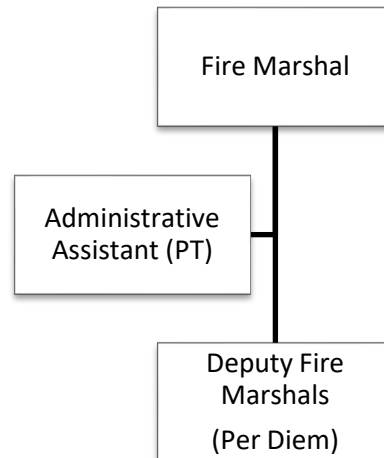 Fire Marshal
Administrative
Assistant (PT)
Deputy Fire
Marshals
(Per Diem)